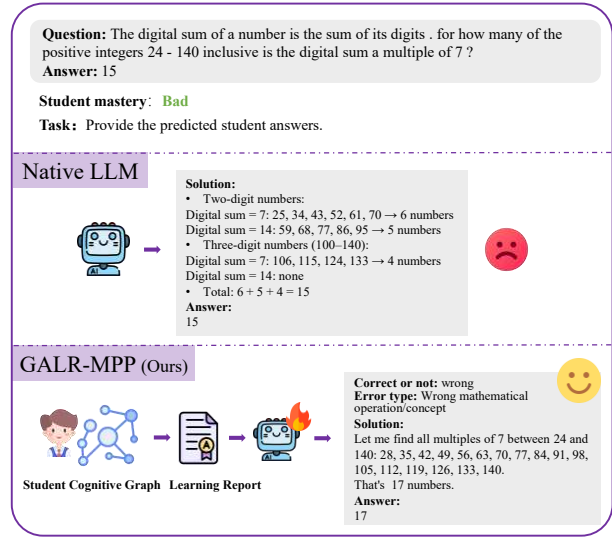 Question: The digital sum of a number is the sum of its digits . for how many of the
positive integers 24 - 140 inclusive is the digital sum a multiple of 7 ?
Answer: 15
Student mastery: Bad
Task: Provide the predicted student answers.
Native LLM
Solution:
• Two-digit numbers:
Digital sum = 7: 25, 34, 43, 52, 61, 70 → 6 numbers
Digital sum = 14: 59, 68, 77, 86, 95 → 5 numbers
• Three-digit numbers (100–140):
Digital sum = 7: 106, 115, 124, 133 → 4 numbers
Digital sum = 14: none
• Total: 6 + 5 + 4 = 15
Answer:
15
AI
GALR-MPP (Ours)
Student Cognitive Graph
Learning Report
A
AI
Correct or not: wrong
Error type: Wrong mathematical
operation/concept
Solution:
Let me find all multiples of 7 between 24 and
140: 28, 35, 42, 49, 56, 63, 70, 77, 84, 91, 98,
105, 112, 119, 126, 133, 140.
That's 17 numbers.
Answer:
17